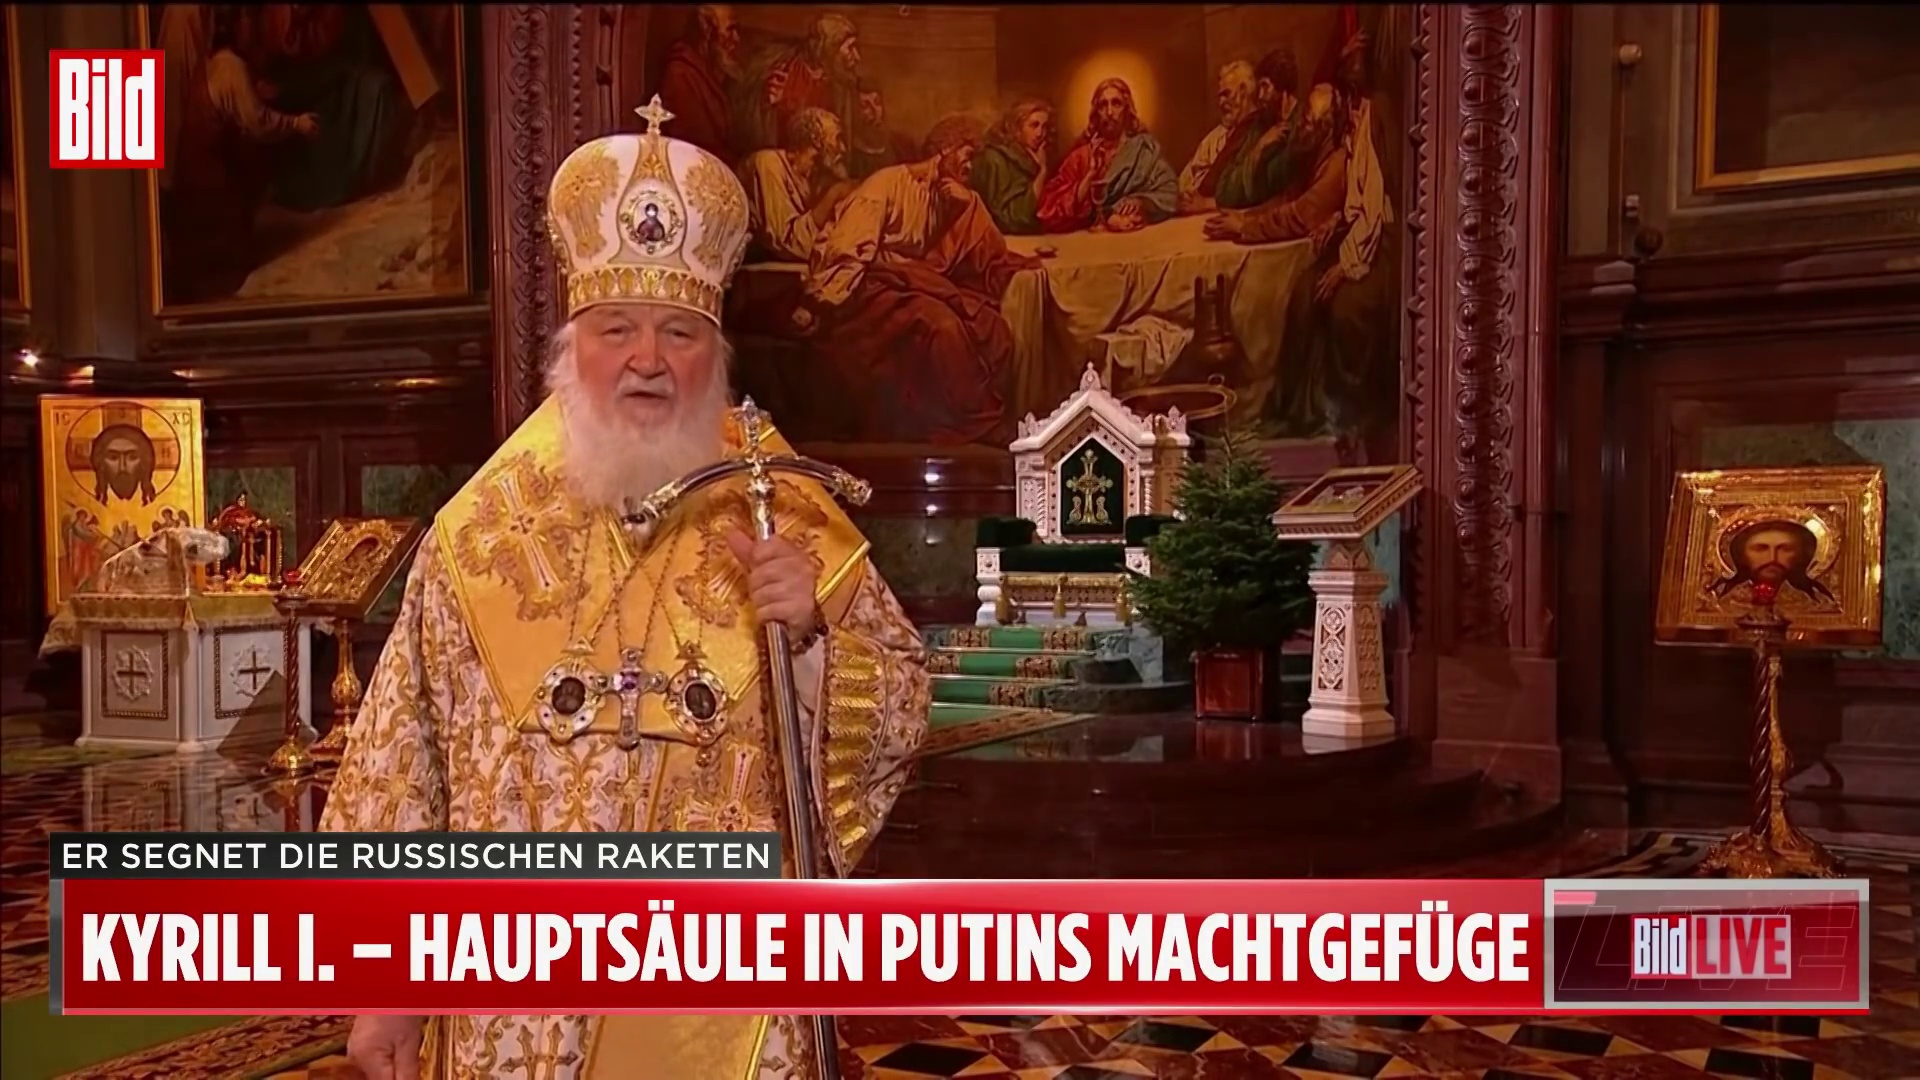 Bild
ER SEGNET DIE RUSSISCHEN RAKETEN
KYRILL I. – HAUPTSÄULE IN PUTINS MACHTGEFÜGE
Bild LIVE